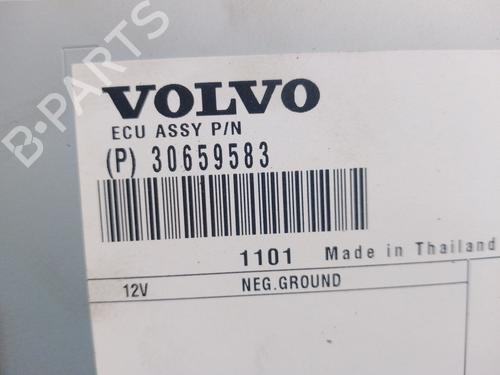 VOLVO
ECU ASSY P/N
(P) 30659583
1101 Made in Thailand
12V NEG.GROUND
B-PARTS